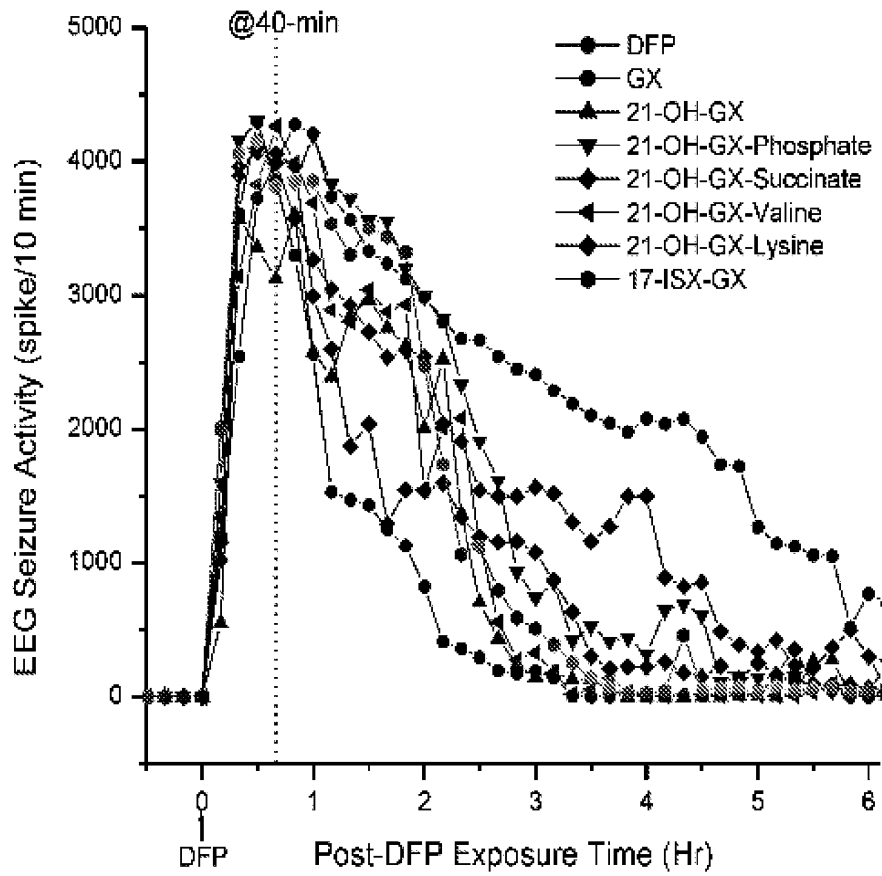 @40-min
5000
4000
3000
2000
1000
0
EEG Seizure Activity (spike/10 min)
DFP
GX
21-OH-GX
21-OH-GX-Phosphate
21-OH-GX-Succinate
21-OH-GX-Valine
21-OH-GX-Lysine
17-ISX-GX
0 1 2 3 4 5 6
DFP
Post-DFP Exposure Time (Hr)